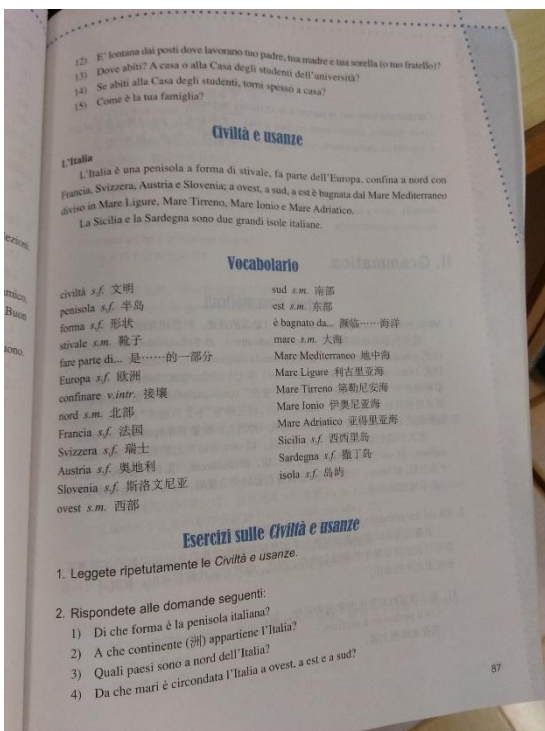 12) E' lontana dai posti dove lavorano tuo padre, tua madre e tua sorella (o tuo fratello)?
13) Dove abiti? A casa o alla Casa degli studenti dell'università?
14) Se abiti alla Casa degli studenti, torni spesso a casa?
15) Come è la tua famiglia?
Civiltà e usanze
L'Italia
L'Italia è una penisola a forma di stivale, fa parte dell'Europa, confina a nord con
Francia, Svizzera, Austria e Slovenia; a ovest, a sud, a est è bagnata dal Mare Mediterraneo
diviso in Mare Ligure, Mare Tirreno, Mare Ionio e Mare Adriatico.
La Sicilia e la Sardegna sono due grandi isole italiane.
Vocabolario
civiltà s.f. 文明
penisola s.f. 半岛
forma s.f. 形状
stivale s.m. 靴子
fare parte di... 是……的一部分
Europa s.f. 欧洲
confinare v.intr. 接壤
nord s.m. 北部
Francia s.f. 法国
Svizzera s.f. 瑞士
Austria s.f. 奥地利
Slovenia s.f. 斯洛文尼亚
ovest s.m. 西部
sud s.m. 南部
est s.m. 东部
è bagnato da... 濒临……海洋
mare s.m. 大海
Mare Mediterraneo 地中海
Mare Ligure 利古里亚海
Mare Tirreno 第勒尼安海
Mare Ionio 伊奥尼亚海
Mare Adriatico 亚得里亚海
Sicilia s.f. 西西里岛
Sardegna s.f. 撒丁岛
isola s.f. 岛屿
Esercizi sulle Civiltà e usanze
1. Leggete ripetutamente le Civiltà e usanze.
2. Rispondete alle domande seguenti:
1) Di che forma è la penisola italiana?
2) A che continente (洲) appartiene l'Italia?
3) Quali paesi sono a nord dell'Italia?
4) Da che mari è circondata l'Italia a ovest, a est e a sud?
87